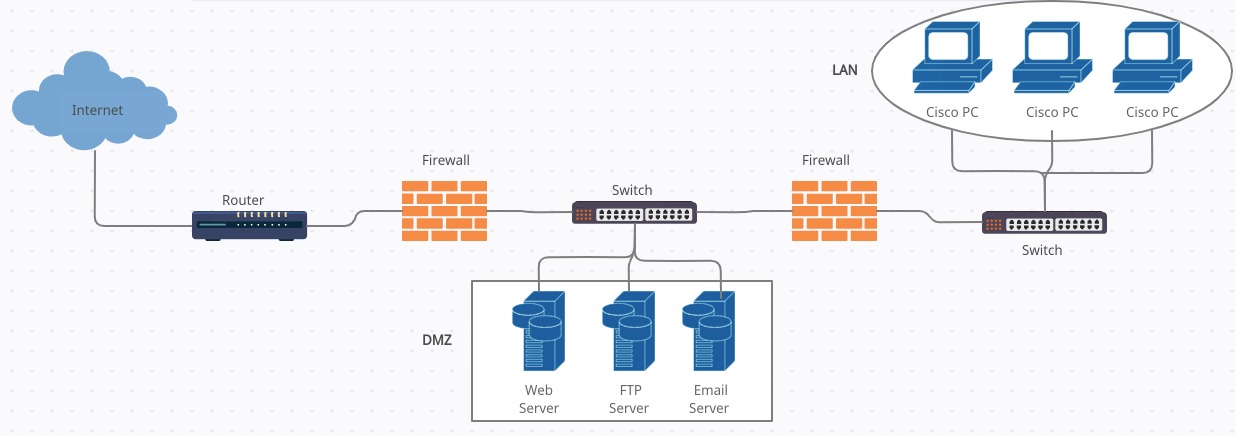 LAN
Cisco PC
Cisco PC
Cisco PC
Internet
Firewall
Firewall
Router
Switch
Switch
DMZ
Web
Server
FTP
Server
Email
Server